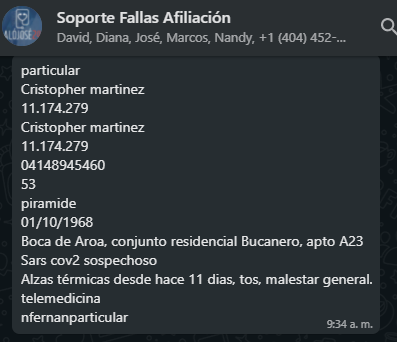 Soporte Fallas Afiliación
David, Diana, José, Marcos, Nandy, +1 (404) 452-...
ALÓJOSÉ
particular
Cristopher martinez
11.174.279
Cristopher martinez
11.174.279
04148945460
53
piramide
01/10/1968
Boca de Aroa, conjunto residencial Bucanero, apto A23
Sars cov2 sospechoso
Alzas térmicas desde hace 11 dias, tos, malestar general.
telemedicina
nfernanparticular
9:34 a. m.